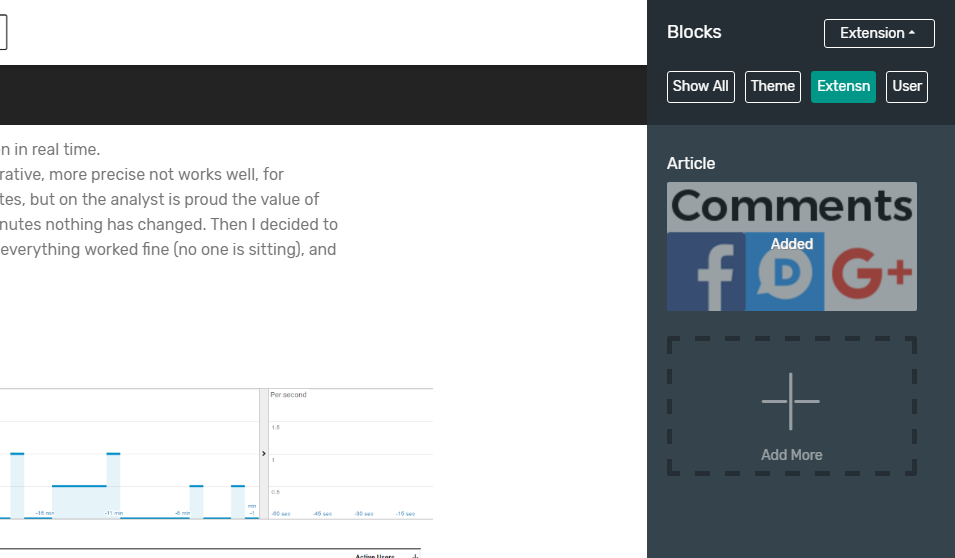 Blocks
Extension
Show All
Theme
Extensn
User
n in real time.
rative, more precise not works well, for
tes, but on the analyst is proud the value of
nutes nothing has changed. Then I decided to
everything worked fine (no one is sitting), and
Article
Comments
Added
f D G+
Add More
Per second
1.5
1
0.5
min
-16 min
-11 min
-6 min
-1
-60 sec
-45 sec
-30 sec
-15 sec
Active Users